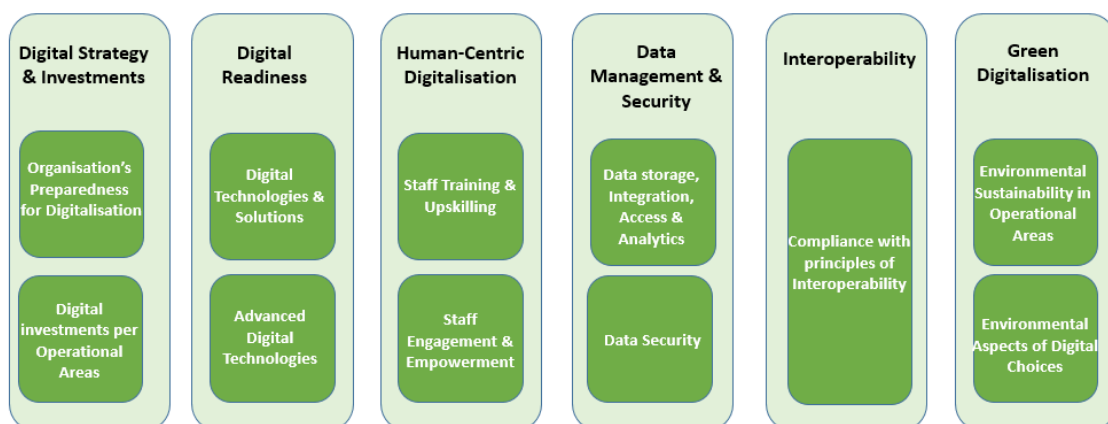 Digital Strategy
& Investments
Organisation's
Preparedness
for Digitalisation
Digital
investments per
Operational
Areas
Digital
Readiness
Digital
Technologies &
Solutions
Advanced
Digital
Technologies
Human-Centric
Digitalisation
Staff Training &
Upskilling
Staff
Engagement &
Empowerment
Data
Management &
Security
Data storage,
Integration,
Access &
Analytics
Data Security
Interoperability
Compliance with
principles of
Interoperability
Green
Digitalisation
Environmental
Sustainability in
Operational
Areas
Environmental
Aspects of Digital
Choices